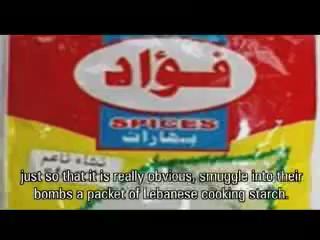 فؤاد
SPICES
بهارات
نشاء ناعم
just so that it is really obvious, smuggle into their
bombs a packet of Lebanese cooking starch.